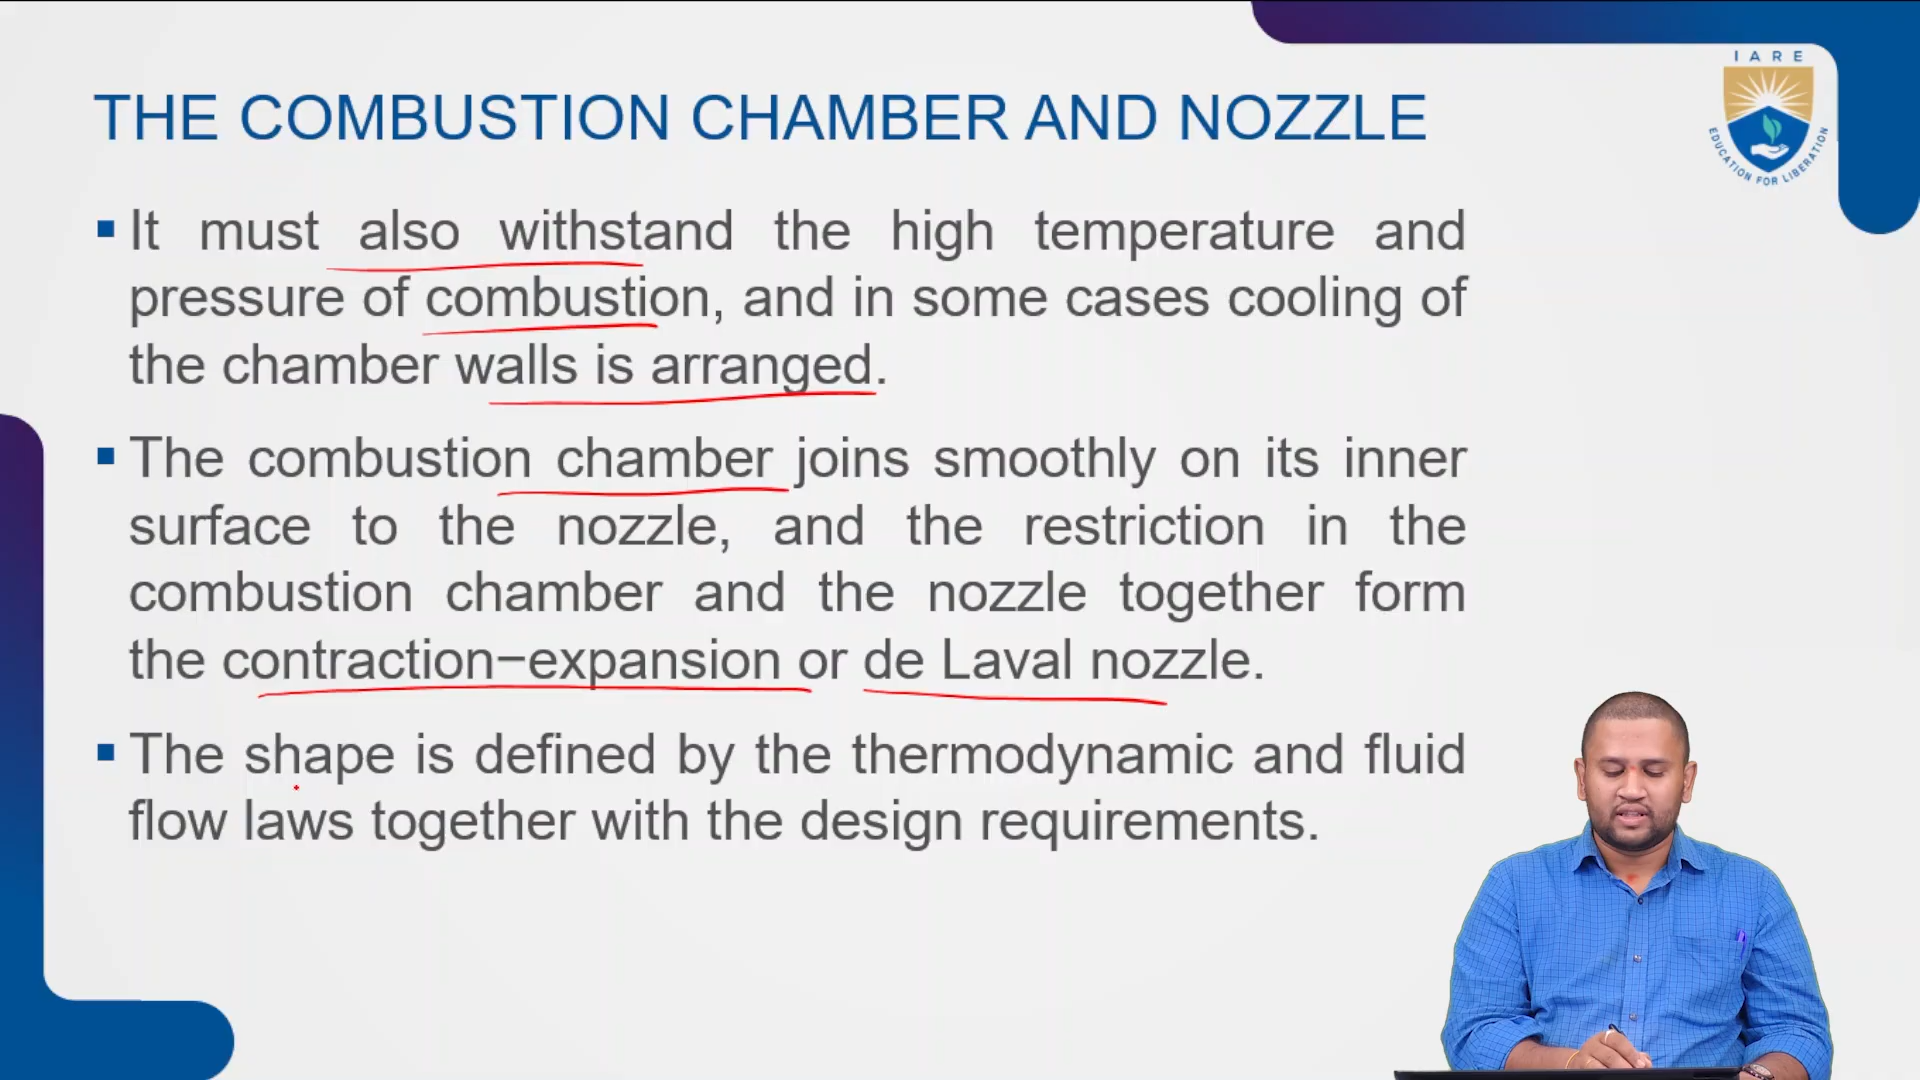 IARE
THE COMBUSTION CHAMBER AND NOZZLE
EDUCATION FOR LIBERATION
▪ It must also withstand the high temperature and
pressure of combustion, and in some cases cooling of
the chamber walls is arranged.
▪ The combustion chamber joins smoothly on its inner
surface to the nozzle, and the restriction in the
combustion chamber and the nozzle together form
the contraction−expansion or de Laval nozzle.
▪ The shape is defined by the thermodynamic and fluid
flow laws together with the design requirements.